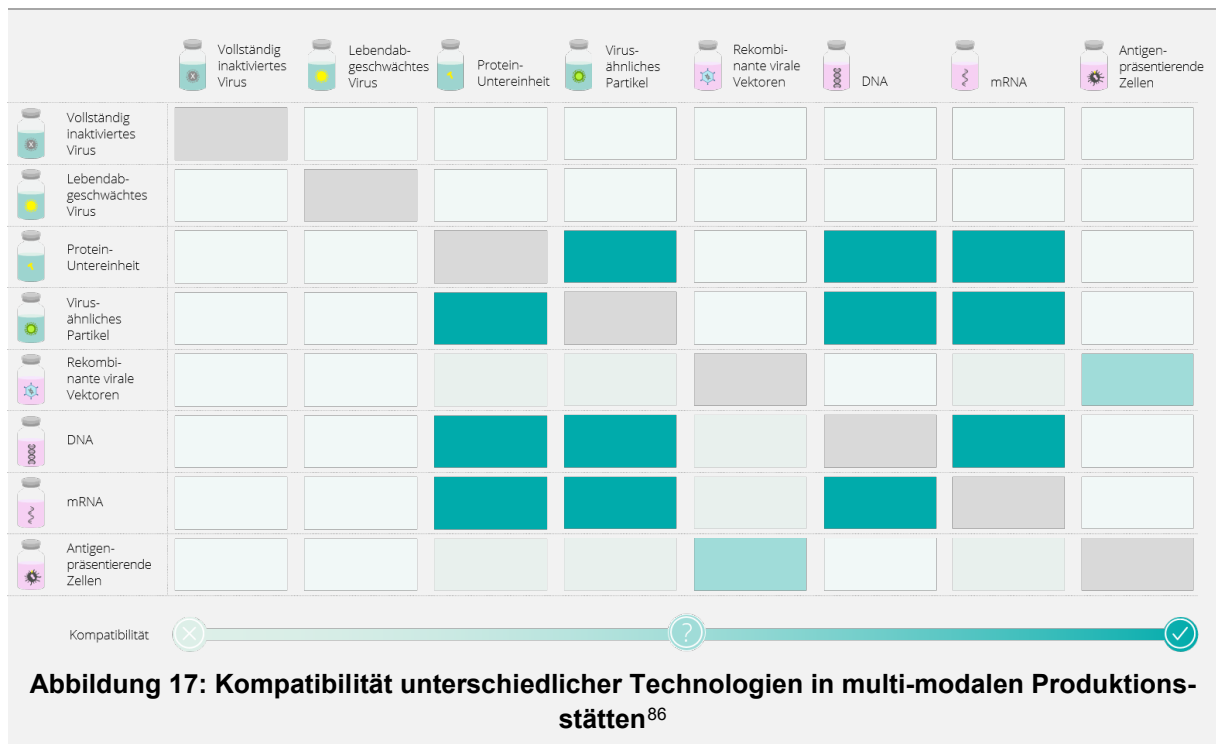 Vollständig
inaktiviertes
Virus
Lebendab-
geschwächtes
Virus
Protein-
Untereinheit
Virus-
ähnliches
Partikel
Rekombi-
nante virale
Vektoren
DNA
mRNA
Antigen-
präsentierende
Zellen
Vollständig
inaktiviertes
Virus
Lebendab-
geschwächtes
Virus
Protein-
Untereinheit
Virus-
ähnliches
Partikel
Rekombi-
nante virale
Vektoren
DNA
mRNA
Antigen-
präsentierende
Zellen
Kompatibilität
?
Abbildung 17: Kompatibilität unterschiedlicher Technologien in multi-modalen Produktions-
stätten86